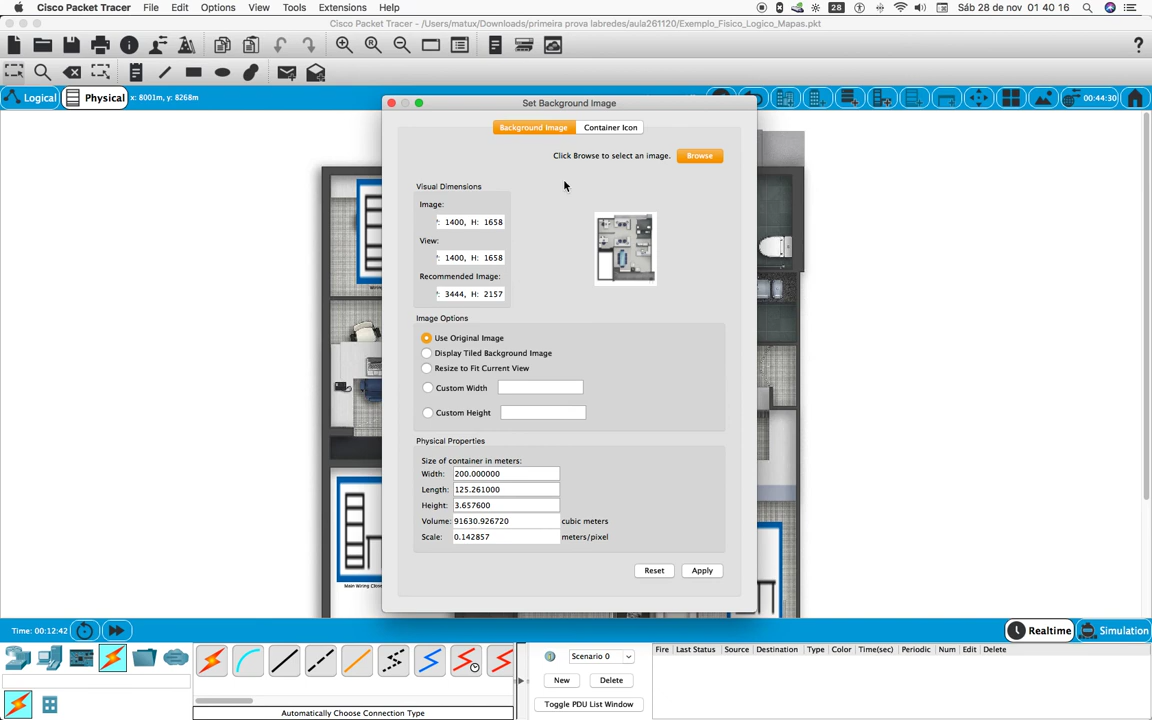 Cisco Packet Tracer File Edit Options View Tools Extensions Help 28 Sáb 28 de nov 01 40 16
Cisco Packet Tracer - /Users/matux/Downloads/primeira prova labredes/aula261120/Exemplo_Fisico_Logico_Mapas.pkt
Logical Physical x: 8001m, y: 8268m 00:44:30
Set Background Image
Background Image Container Icon
Click Browse to select an image. Browse
Visual Dimensions
Image:
: 1400, H: 1658
View:
: 1400, H: 1658
Recommended Image:
: 3444, H: 2157
Image Options
Use Original Image
Display Tiled Background Image
Resize to Fit Current View
Custom Width
Custom Height
Physical Properties
Size of container in meters:
Width: 200.000000
Length: 125.261000
Height: 3.657600
Volume: 91630.926720 cubic meters
Scale: 0.142857 meters/pixel
Reset Apply
Main Wiring Close
Time: 00:12:42 Realtime Simulation
Scenario 0
Fire Last Status Source Destination Type Color Time(sec) Periodic Num Edit Delete
New Delete
Toggle PDU List Window
Automatically Choose Connection Type